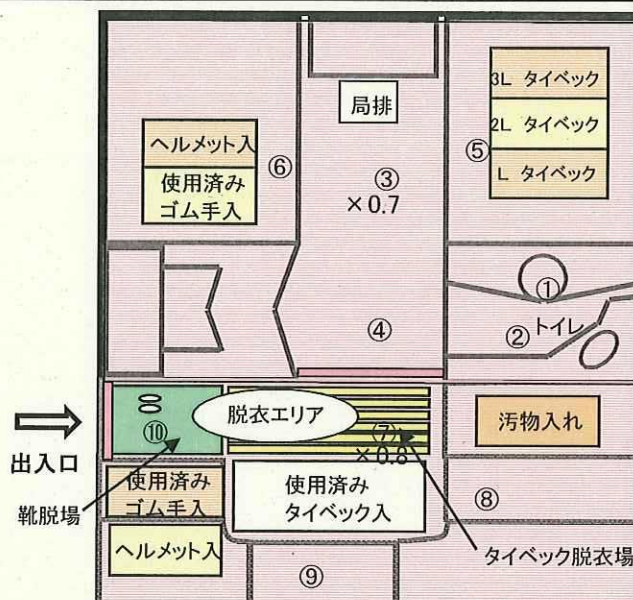 局排
3L タイベック
2L タイベック
L タイベック
⑤
ヘルメット入
使用済み
ゴム手入
⑥
③
×0.7
①
②
トイレ
④
脱衣エリア
⑦
×0.8
⑩
汚物入れ
出入口
靴脱場
使用済み
ゴム手入
使用済み
タイベック入
⑧
ヘルメット入
タイベック脱衣場
⑨